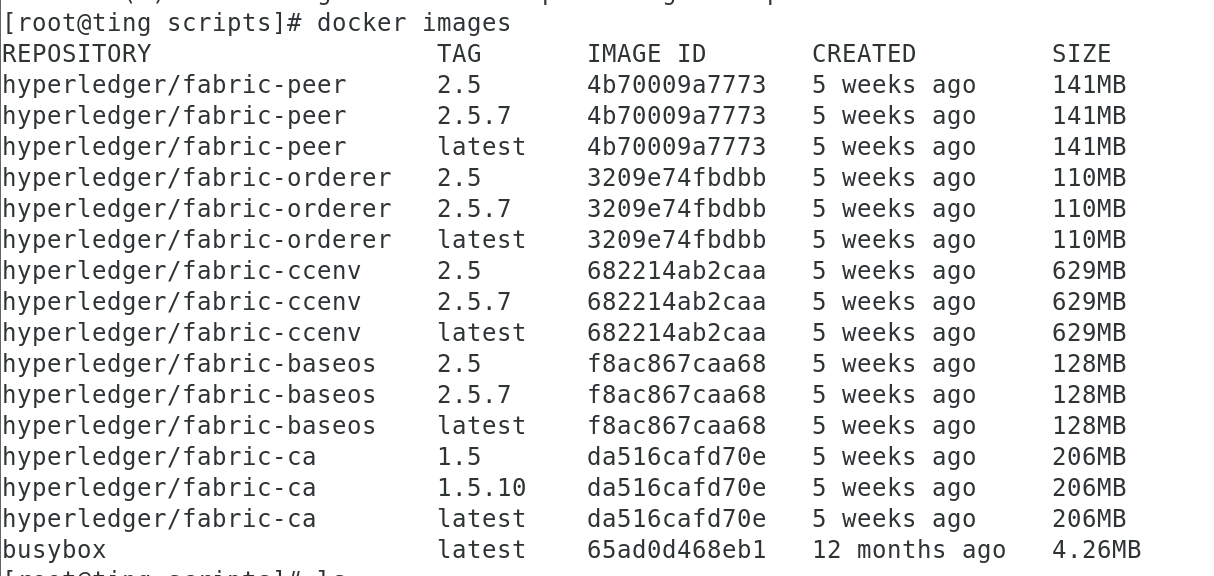 [root@ting scripts]# docker images
REPOSITORY TAG IMAGE ID CREATED SIZE
hyperledger/fabric-peer 2.5 4b70009a7773 5 weeks ago 141MB
hyperledger/fabric-peer 2.5.7 4b70009a7773 5 weeks ago 141MB
hyperledger/fabric-peer latest 4b70009a7773 5 weeks ago 141MB
hyperledger/fabric-orderer 2.5 3209e74fbdbb 5 weeks ago 110MB
hyperledger/fabric-orderer 2.5.7 3209e74fbdbb 5 weeks ago 110MB
hyperledger/fabric-orderer latest 3209e74fbdbb 5 weeks ago 110MB
hyperledger/fabric-ccenv 2.5 682214ab2caa 5 weeks ago 629MB
hyperledger/fabric-ccenv 2.5.7 682214ab2caa 5 weeks ago 629MB
hyperledger/fabric-ccenv latest 682214ab2caa 5 weeks ago 629MB
hyperledger/fabric-baseos 2.5 f8ac867caa68 5 weeks ago 128MB
hyperledger/fabric-baseos 2.5.7 f8ac867caa68 5 weeks ago 128MB
hyperledger/fabric-baseos latest f8ac867caa68 5 weeks ago 128MB
hyperledger/fabric-ca 1.5 da516cafd70e 5 weeks ago 206MB
hyperledger/fabric-ca 1.5.10 da516cafd70e 5 weeks ago 206MB
hyperledger/fabric-ca latest da516cafd70e 5 weeks ago 206MB
busybox latest 65ad0d468eb1 12 months ago 4.26MB
[root@ting scripts]# ls